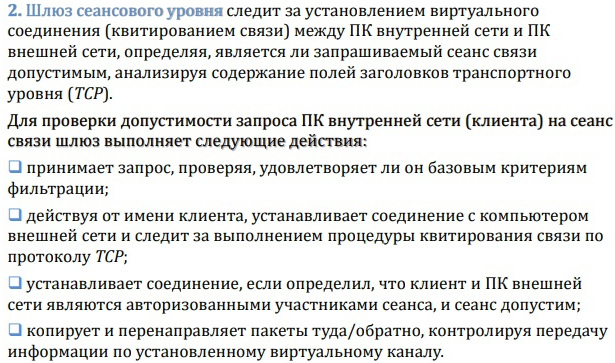 2. Шлюз сеансового уровня следит за установлением виртуального
соединения (квитированием связи) между ПК внутренней сети и ПК
внешней сети, определяя, является ли запрашиваемый сеанс связи
допустимым, анализируя содержание полей заголовков транспортного
уровня (TCP).
Для проверки допустимости запроса ПК внутренней сети (клиента) на сеанс
связи шлюз выполняет следующие действия:
❑ принимает запрос, проверяя, удовлетворяет ли он базовым критериям
фильтрации;
❑ действуя от имени клиента, устанавливает соединение с компьютером
внешней сети и следит за выполнением процедуры квитирования связи по
протоколу TCP;
❑ устанавливает соединение, если определил, что клиент и ПК внешней
сети являются авторизованными участниками сеанса, и сеанс допустим;
❑ копирует и перенаправляет пакеты туда/обратно, контролируя передачу
информации по установленному виртуальному каналу.